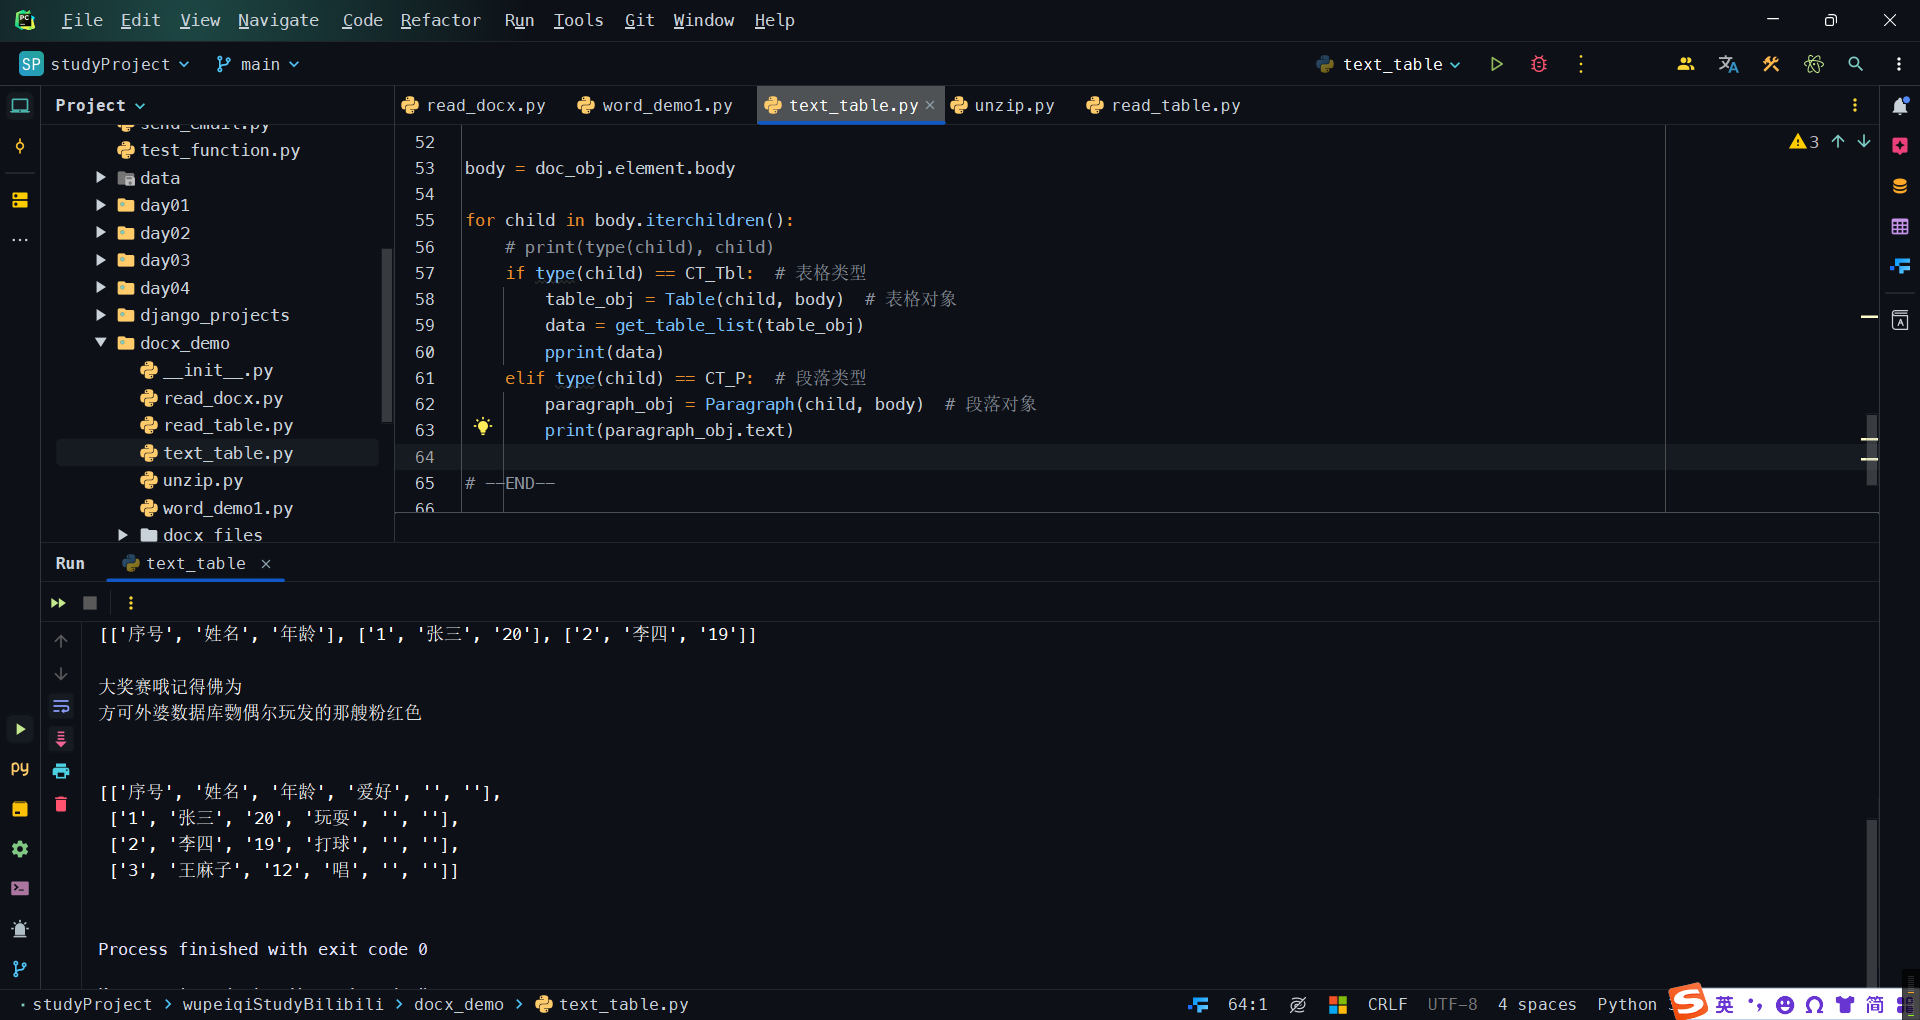 File Edit View Navigate Code Refactor Run Tools Git Window Help
SP studyProject main text_table
Project
read_docx.py word_demo1.py text_table.py unzip.py read_table.py
send_email.py
test_function.py
data
day01
day02
day03
day04
django_projects
docx_demo
__init__.py
read_docx.py
read_table.py
text_table.py
unzip.py
word_demo1.py
docx_files
3
52
53 body = doc_obj.element.body
54
55 for child in body.iterchildren():
56 # print(type(child), child)
57 if type(child) == CT_Tbl:  # 表格类型
58 table_obj = Table(child, body)  # 表格对象
59 data = get_table_list(table_obj)
60 pprint(data)
61 elif type(child) == CT_P:  # 段落类型
62 paragraph_obj = Paragraph(child, body)  # 段落对象
63 print(paragraph_obj.text)
64
65 # --END--
66
Run text_table
[['序号', '姓名', '年龄'], ['1', '张三', '20'], ['2', '李四', '19']]
大奖赛哦记得佛为
方可外婆数据库覅偶尔玩发的那艘粉红色
[['序号', '姓名', '年龄', '爱好', '', ''],
['1', '张三', '20', '玩耍', '', ''],
['2', '李四', '19', '打球', '', ''],
['3', '王麻子', '12', '唱', '', '']]
Process finished with exit code 0
studyProject > wupeiqiStudyBilibili > docx_demo > text_table.py
64:1 CRLF UTF-8 4 spaces Python
英 简